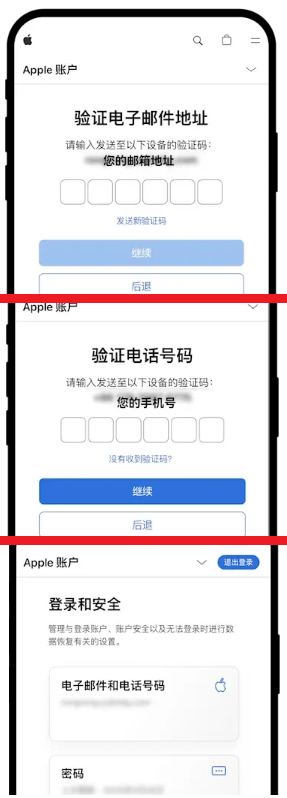 Apple 账户
验证电子邮件地址
请输入发送至以下设备的验证码：
您的邮箱地址
发送新验证码
继续
后退
Apple 账户
验证电话号码
请输入发送至以下设备的验证码：
您的手机号
没有收到验证码?
继续
后退
Apple 账户
退出登录
登录和安全
管理与登录账户、账户安全以及无法登录时进行数
据恢复有关的设置。
电子邮件和电话号码
密码